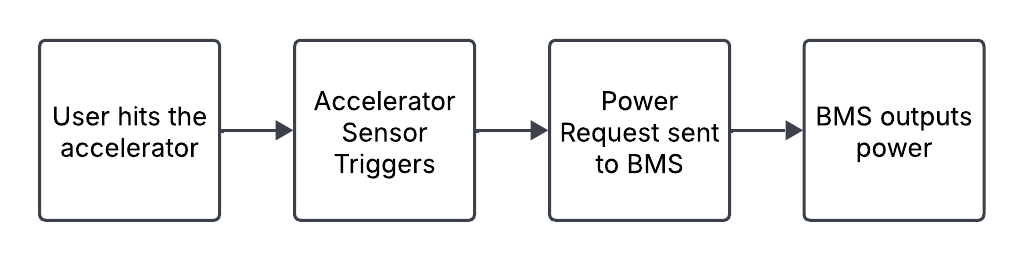 User hits the
accelerator
Accelerator
Sensor
Triggers
Power
Request sent
to BMS
BMS outputs
power